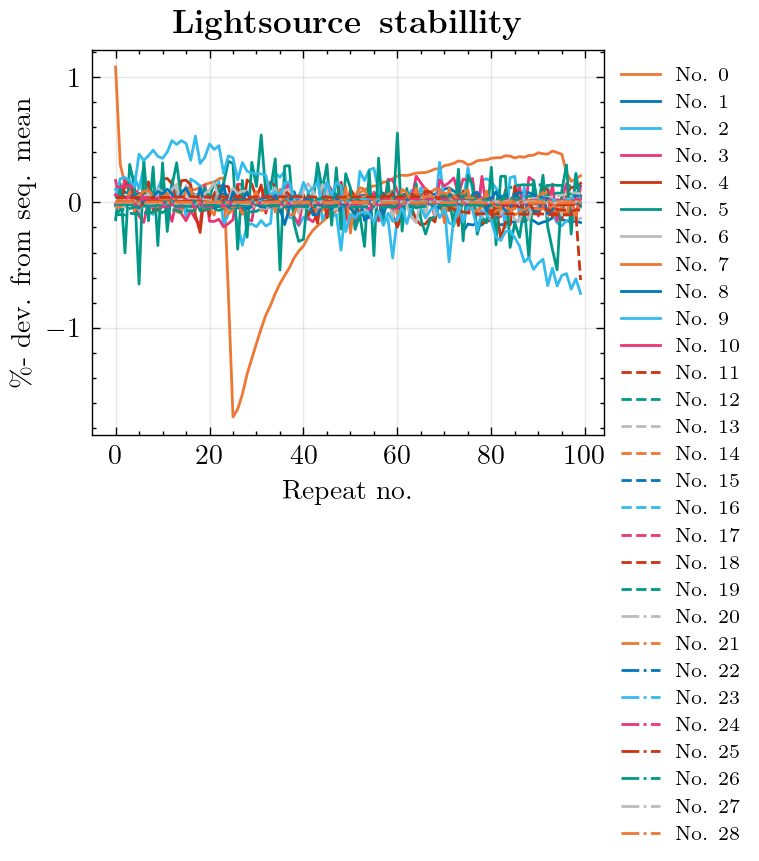 Lightsource stabillity
%- dev. from seq. mean
1
0
−1
0 20 40 60 80 100
Repeat no.
No. 0
No. 1
No. 2
No. 3
No. 4
No. 5
No. 6
No. 7
No. 8
No. 9
No. 10
No. 11
No. 12
No. 13
No. 14
No. 15
No. 16
No. 17
No. 18
No. 19
No. 20
No. 21
No. 22
No. 23
No. 24
No. 25
No. 26
No. 27
No. 28